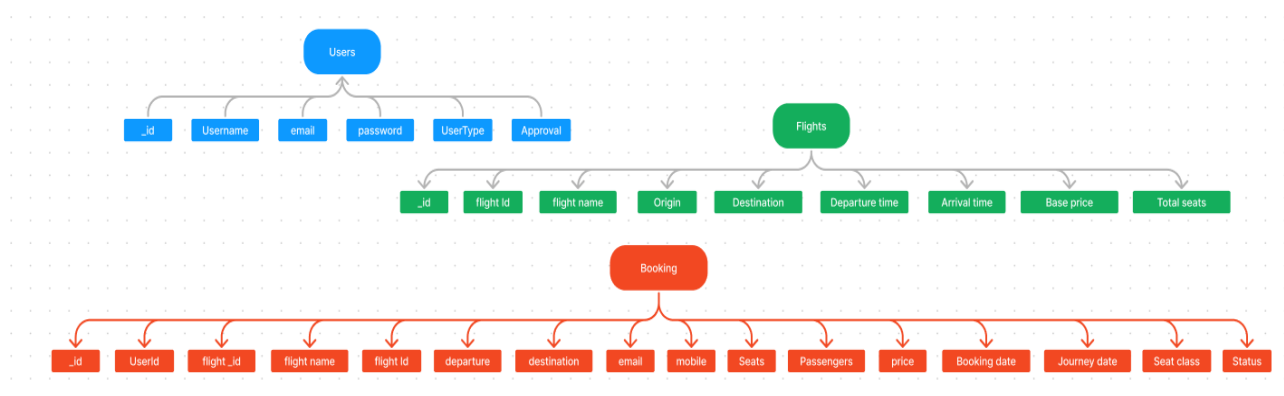 Users
_id Username email password UserType Approval
Flights
_id flight Id flight name Origin Destination Departure time Arrival time Base price Total seats
Booking
_id UserId flight _id flight name flight Id departure destination email mobile Seats Passengers price Booking date Journey date Seat class Status